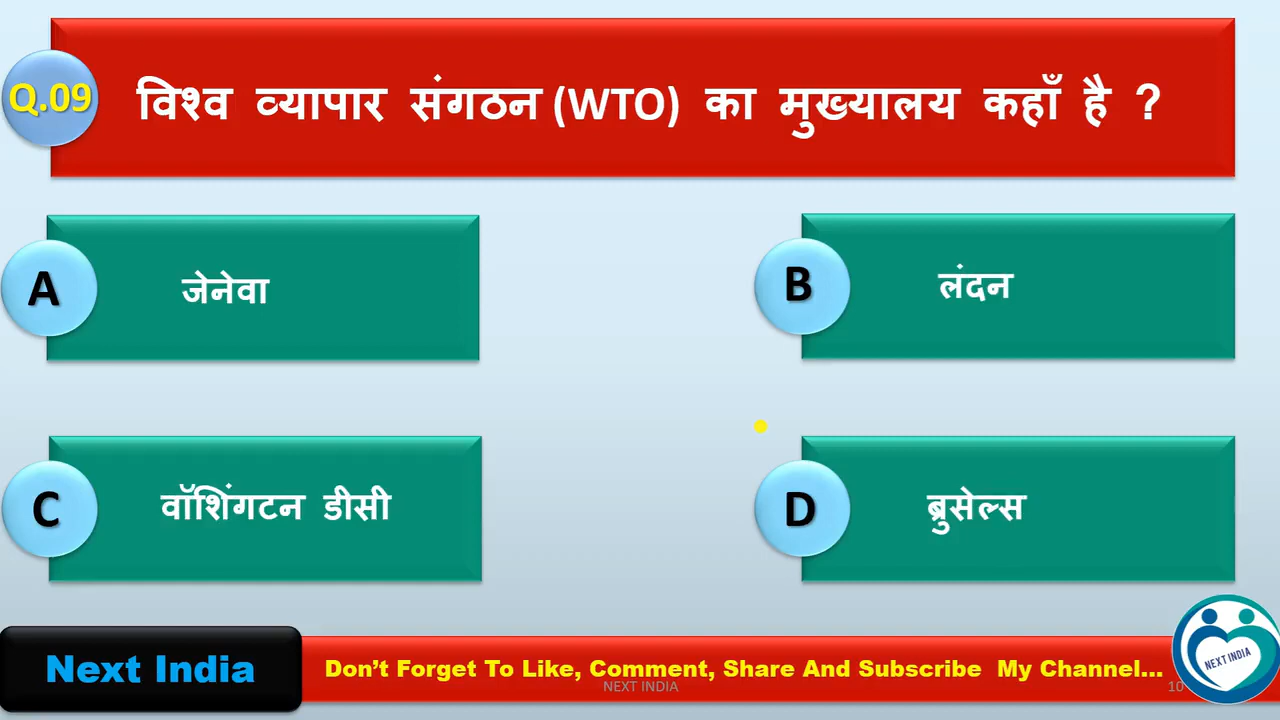 Q.09
विश्व व्यापार संगठन (WTO) का मुख्यालय कहाँ है ?
A
जेनेवा
B
लंदन
C
वॉशिंगटन डीसी
D
ब्रुसेल्स
Next India
Don’t Forget To Like, Comment, Share And Subscribe My Channel...
NEXT INDIA
10
NEXT INDIA